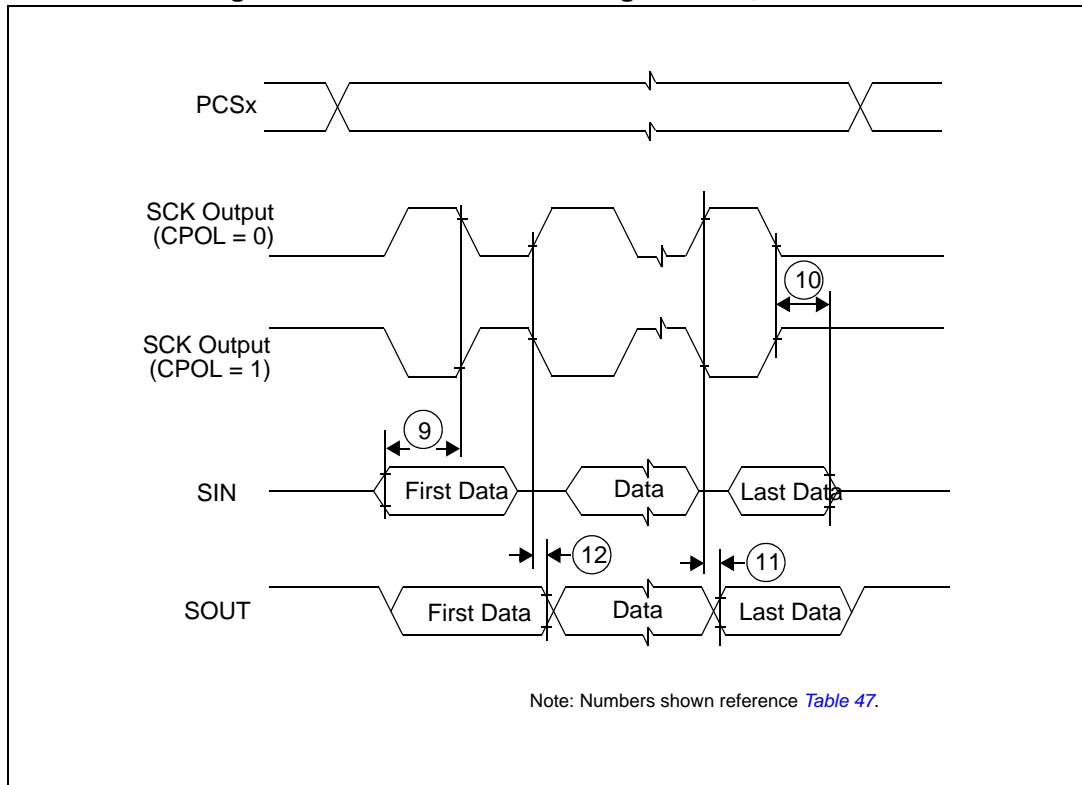 PCSx
SCK Output
(CPOL = 0)
10
SCK Output
(CPOL = 1)
9
SIN
First Data
Data
Last Data
12
11
SOUT
First Data
Data
Last Data
Note: Numbers shown reference Table 47.